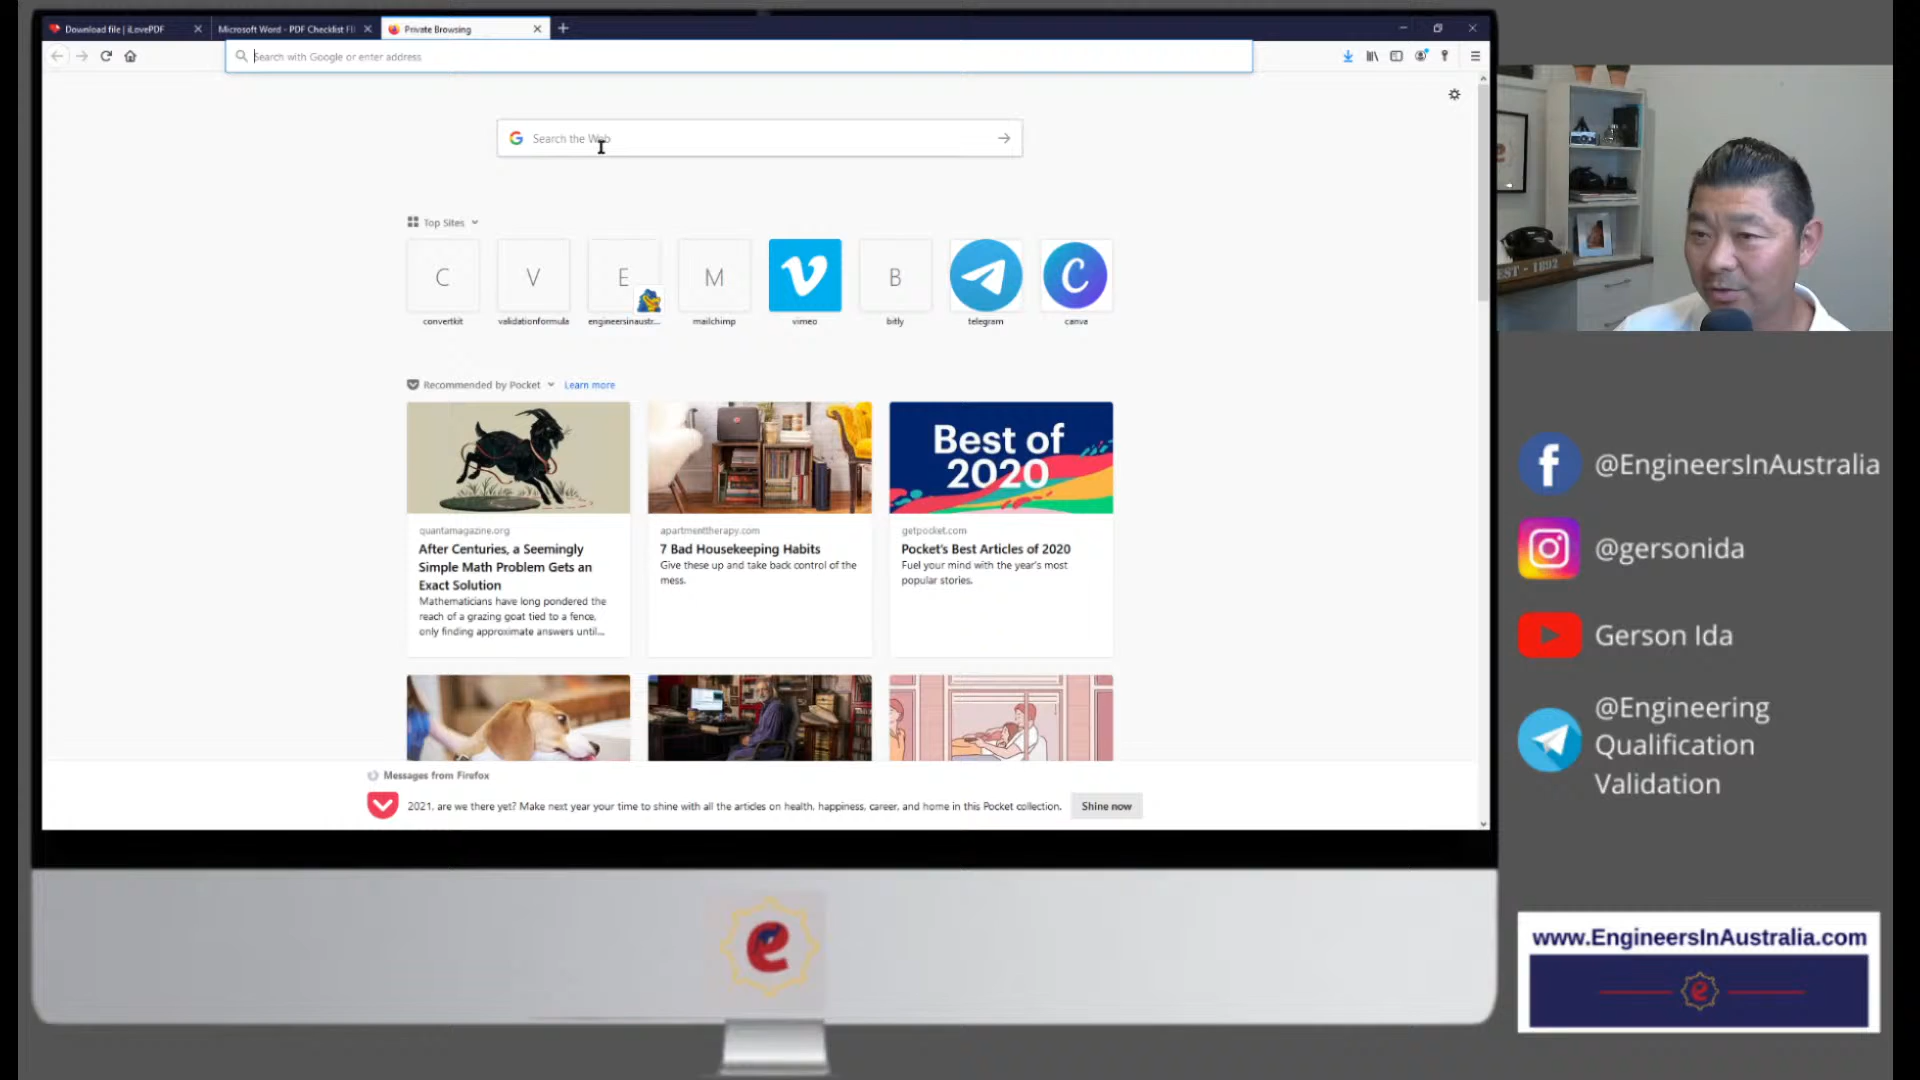 Download file | iLovePDF
Microsoft Word - PDF Checklist FI
Private Browsing
Search with Google or enter address
Search the Web
Top Sites
C
V
E
M
B
C
convertkit
validationformula
engineersinaustr...
mailchimp
vimeo
bitly
telegram
canva
Recommended by Pocket
Learn more
Best of
2020
quantamagazine.org
After Centuries, a Seemingly
Simple Math Problem Gets an
Exact Solution
Mathematicians have long pondered the
reach of a grazing goat tied to a fence,
only finding approximate answers until...
apartmenttherapy.com
7 Bad Housekeeping Habits
Give these up and take back control of the
mess.
getpocket.com
Pocket's Best Articles of 2020
Fuel your mind with the year's most
popular stories.
Messages from Firefox
2021, are we there yet? Make next year your time to shine with all the articles on health, happiness, career, and home in this Pocket collection.
Shine now
e
EST - 1892
@EngineersInAustralia
@gersonida
Gerson Ida
@Engineering
Qualification
Validation
www.EngineersInAustralia.com
e